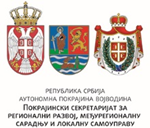 РЕПУБЛИКА СРБИЈА
АУТОНОМНА ПОКРАЈИНА ВОЈВОДИНА
ПОКРАЈИНСКИ СЕКРЕТАРИЈАТ ЗА
РЕГИОНАЛНИ РАЗВОЈ, МЕЂУРЕГИОНАЛНУ
САРАДЊУ И ЛОКАЛНУ САМОУПРАВУ